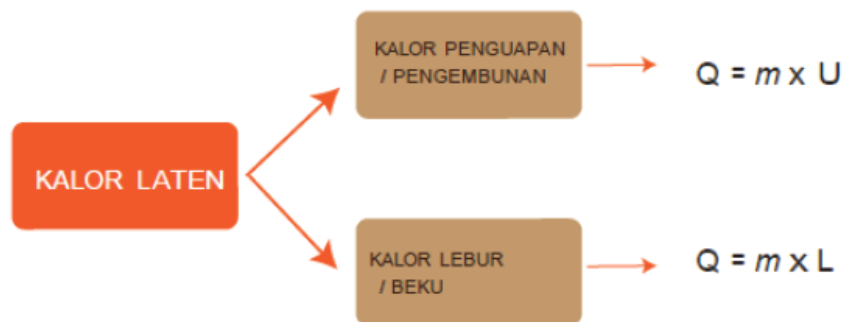 KALOR PENGUAPAN
/ PENGEMBUNAN
Q = m x U
KALOR LATEN
KALOR LEBUR
/ BEKU
Q = m x L